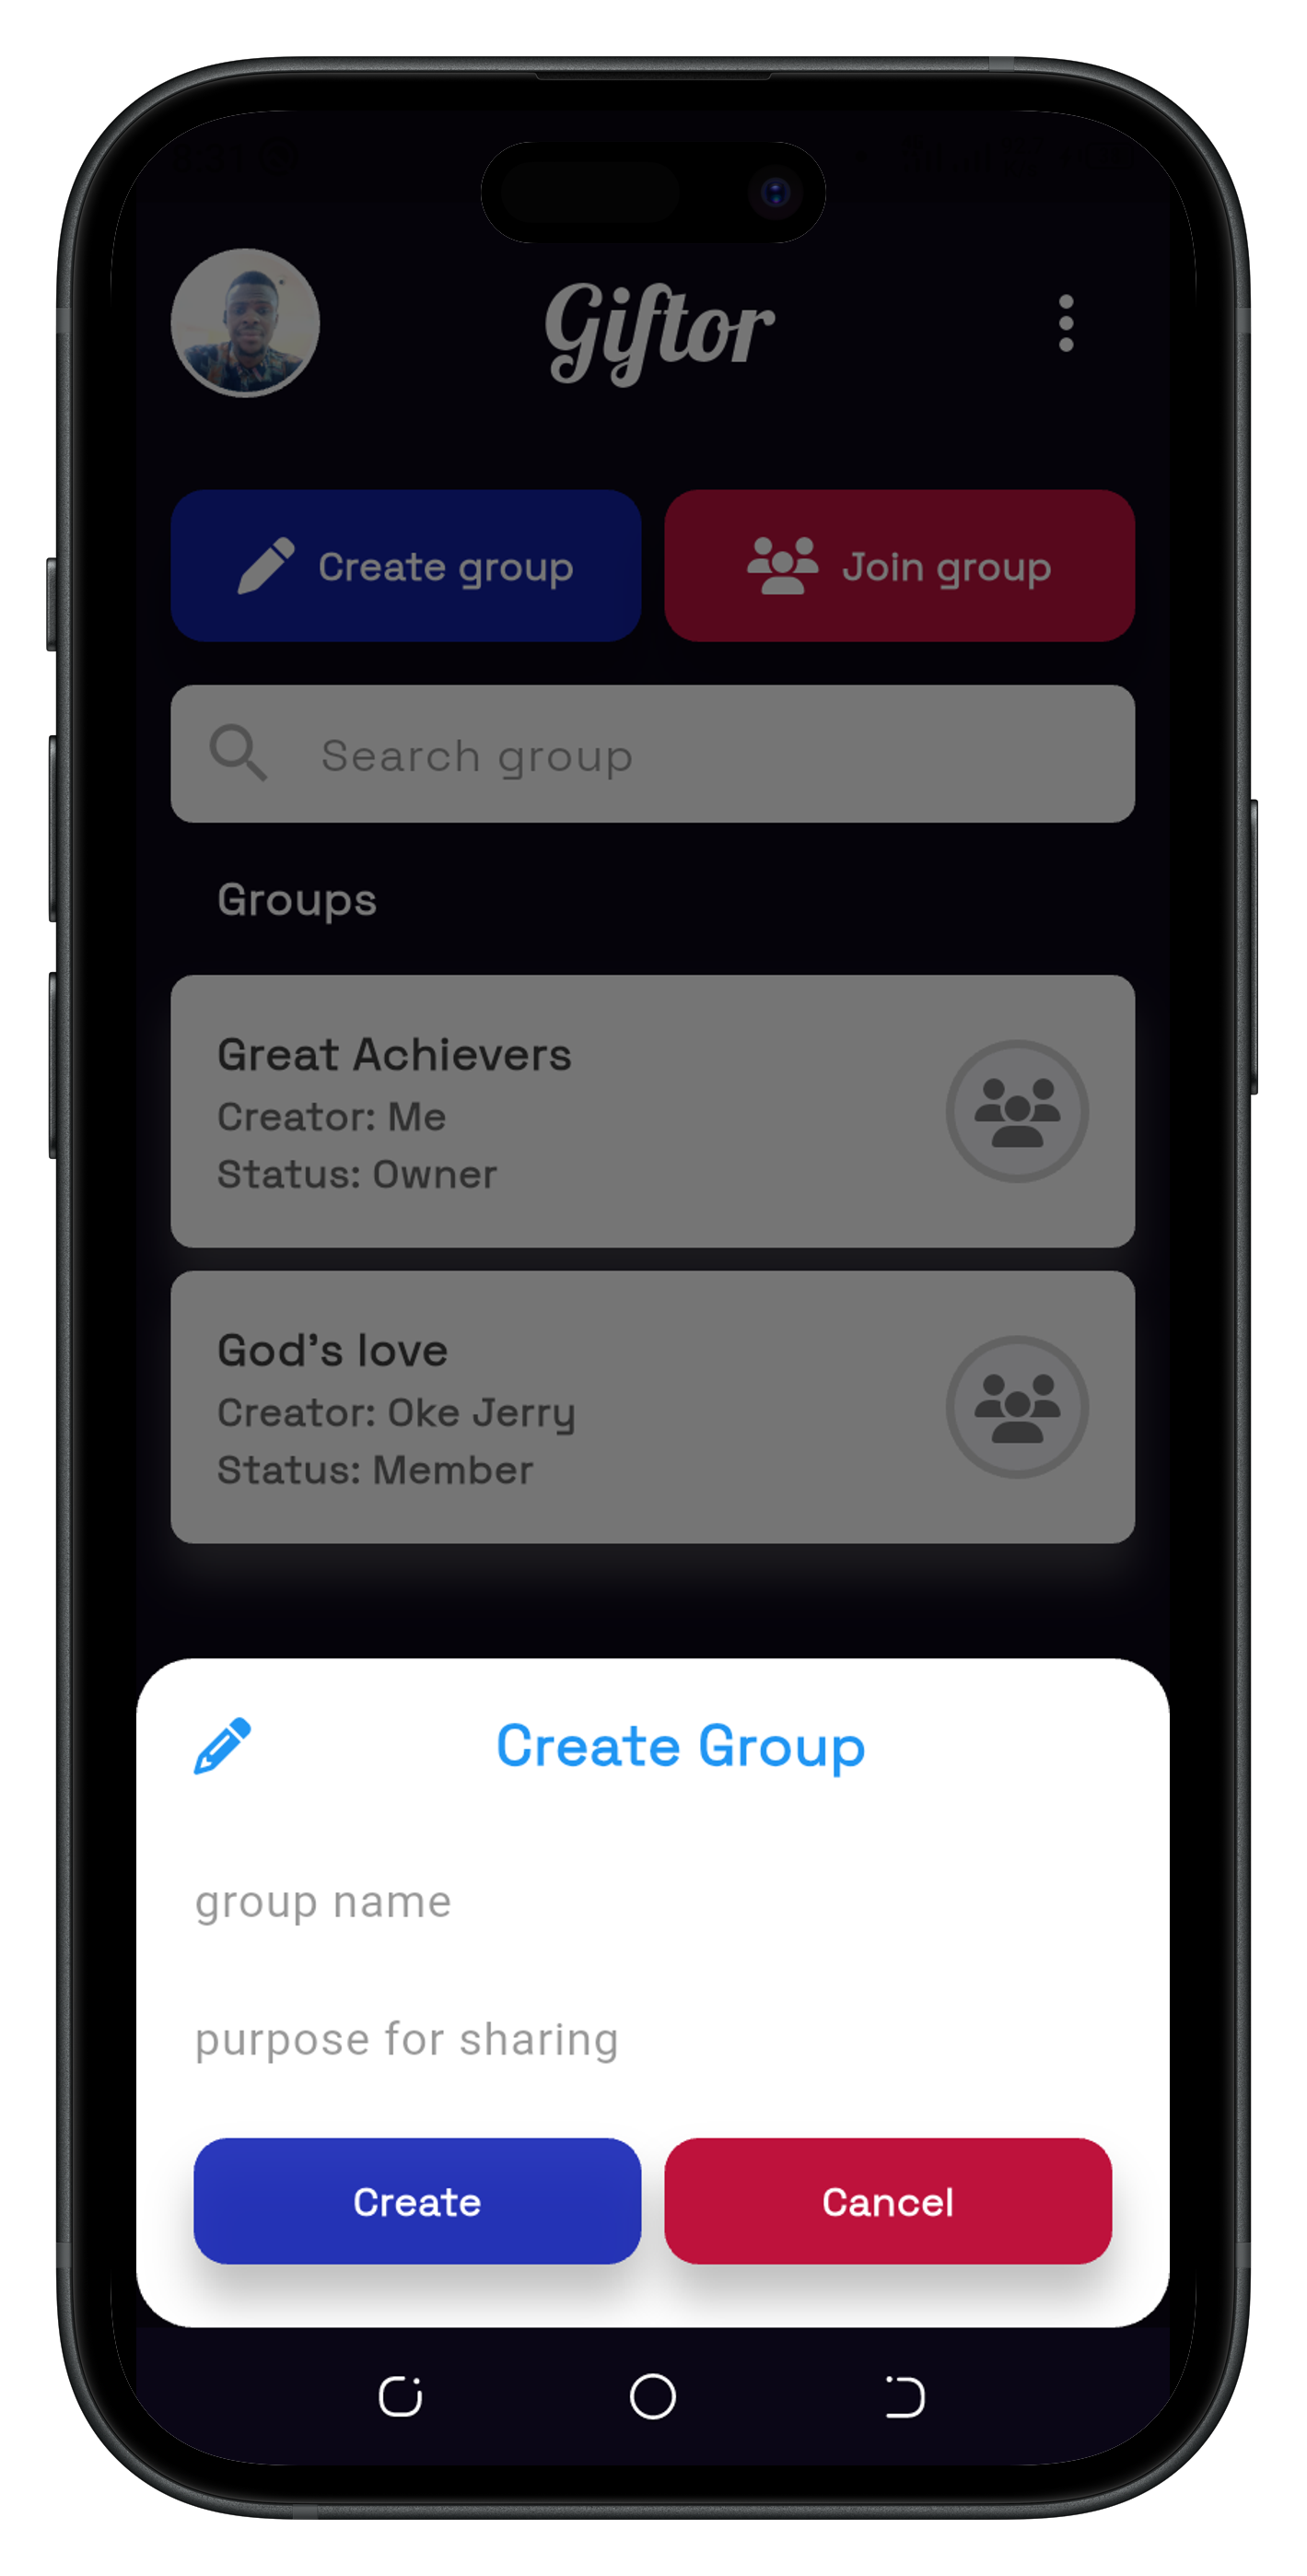 Giftor
Create group
Join group
Search group
Groups
Great Achievers
Creator: Me
Status: Owner
God's love
Creator: Oke Jerry
Status: Member
Create Group
group name
purpose for sharing
Create
Cancel